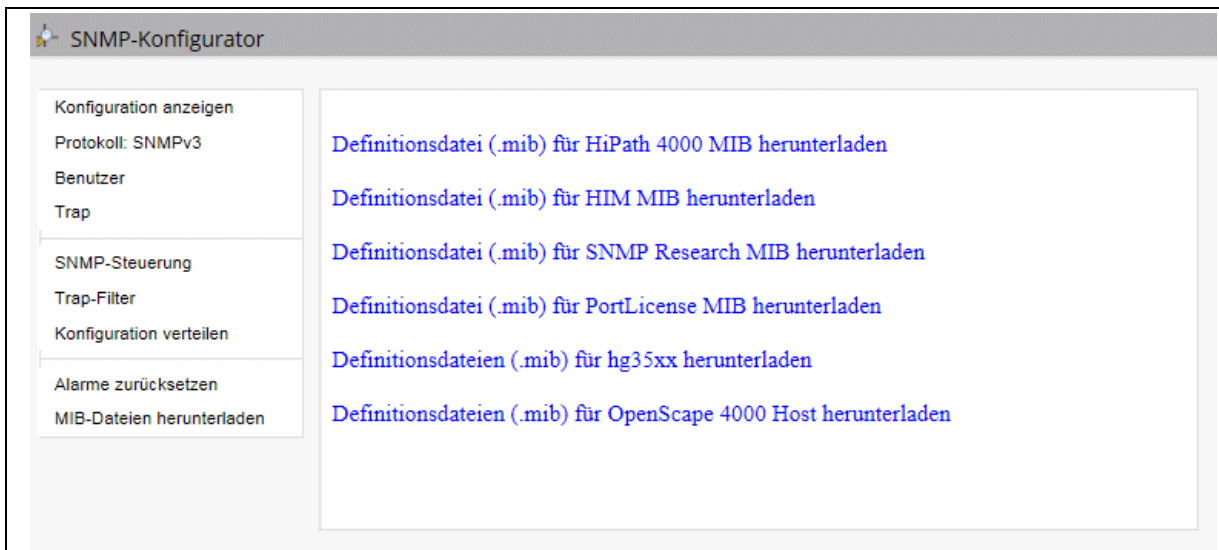 SNMP-Konfigurator
Konfiguration anzeigen
Protokoll: SNMPv3
Benutzer
Trap
SNMP-Steuerung
Trap-Filter
Konfiguration verteilen
Alarme zurücksetzen
MIB-Dateien herunterladen
Definitionsdatei (.mib) für HiPath 4000 MIB herunterladen
Definitionsdatei (.mib) für HIM MIB herunterladen
Definitionsdatei (.mib) für SNMP Research MIB herunterladen
Definitionsdatei (.mib) für PortLicense MIB herunterladen
Definitionsdateien (.mib) für hg35xx herunterladen
Definitionsdateien (.mib) für OpenScape 4000 Host herunterladen